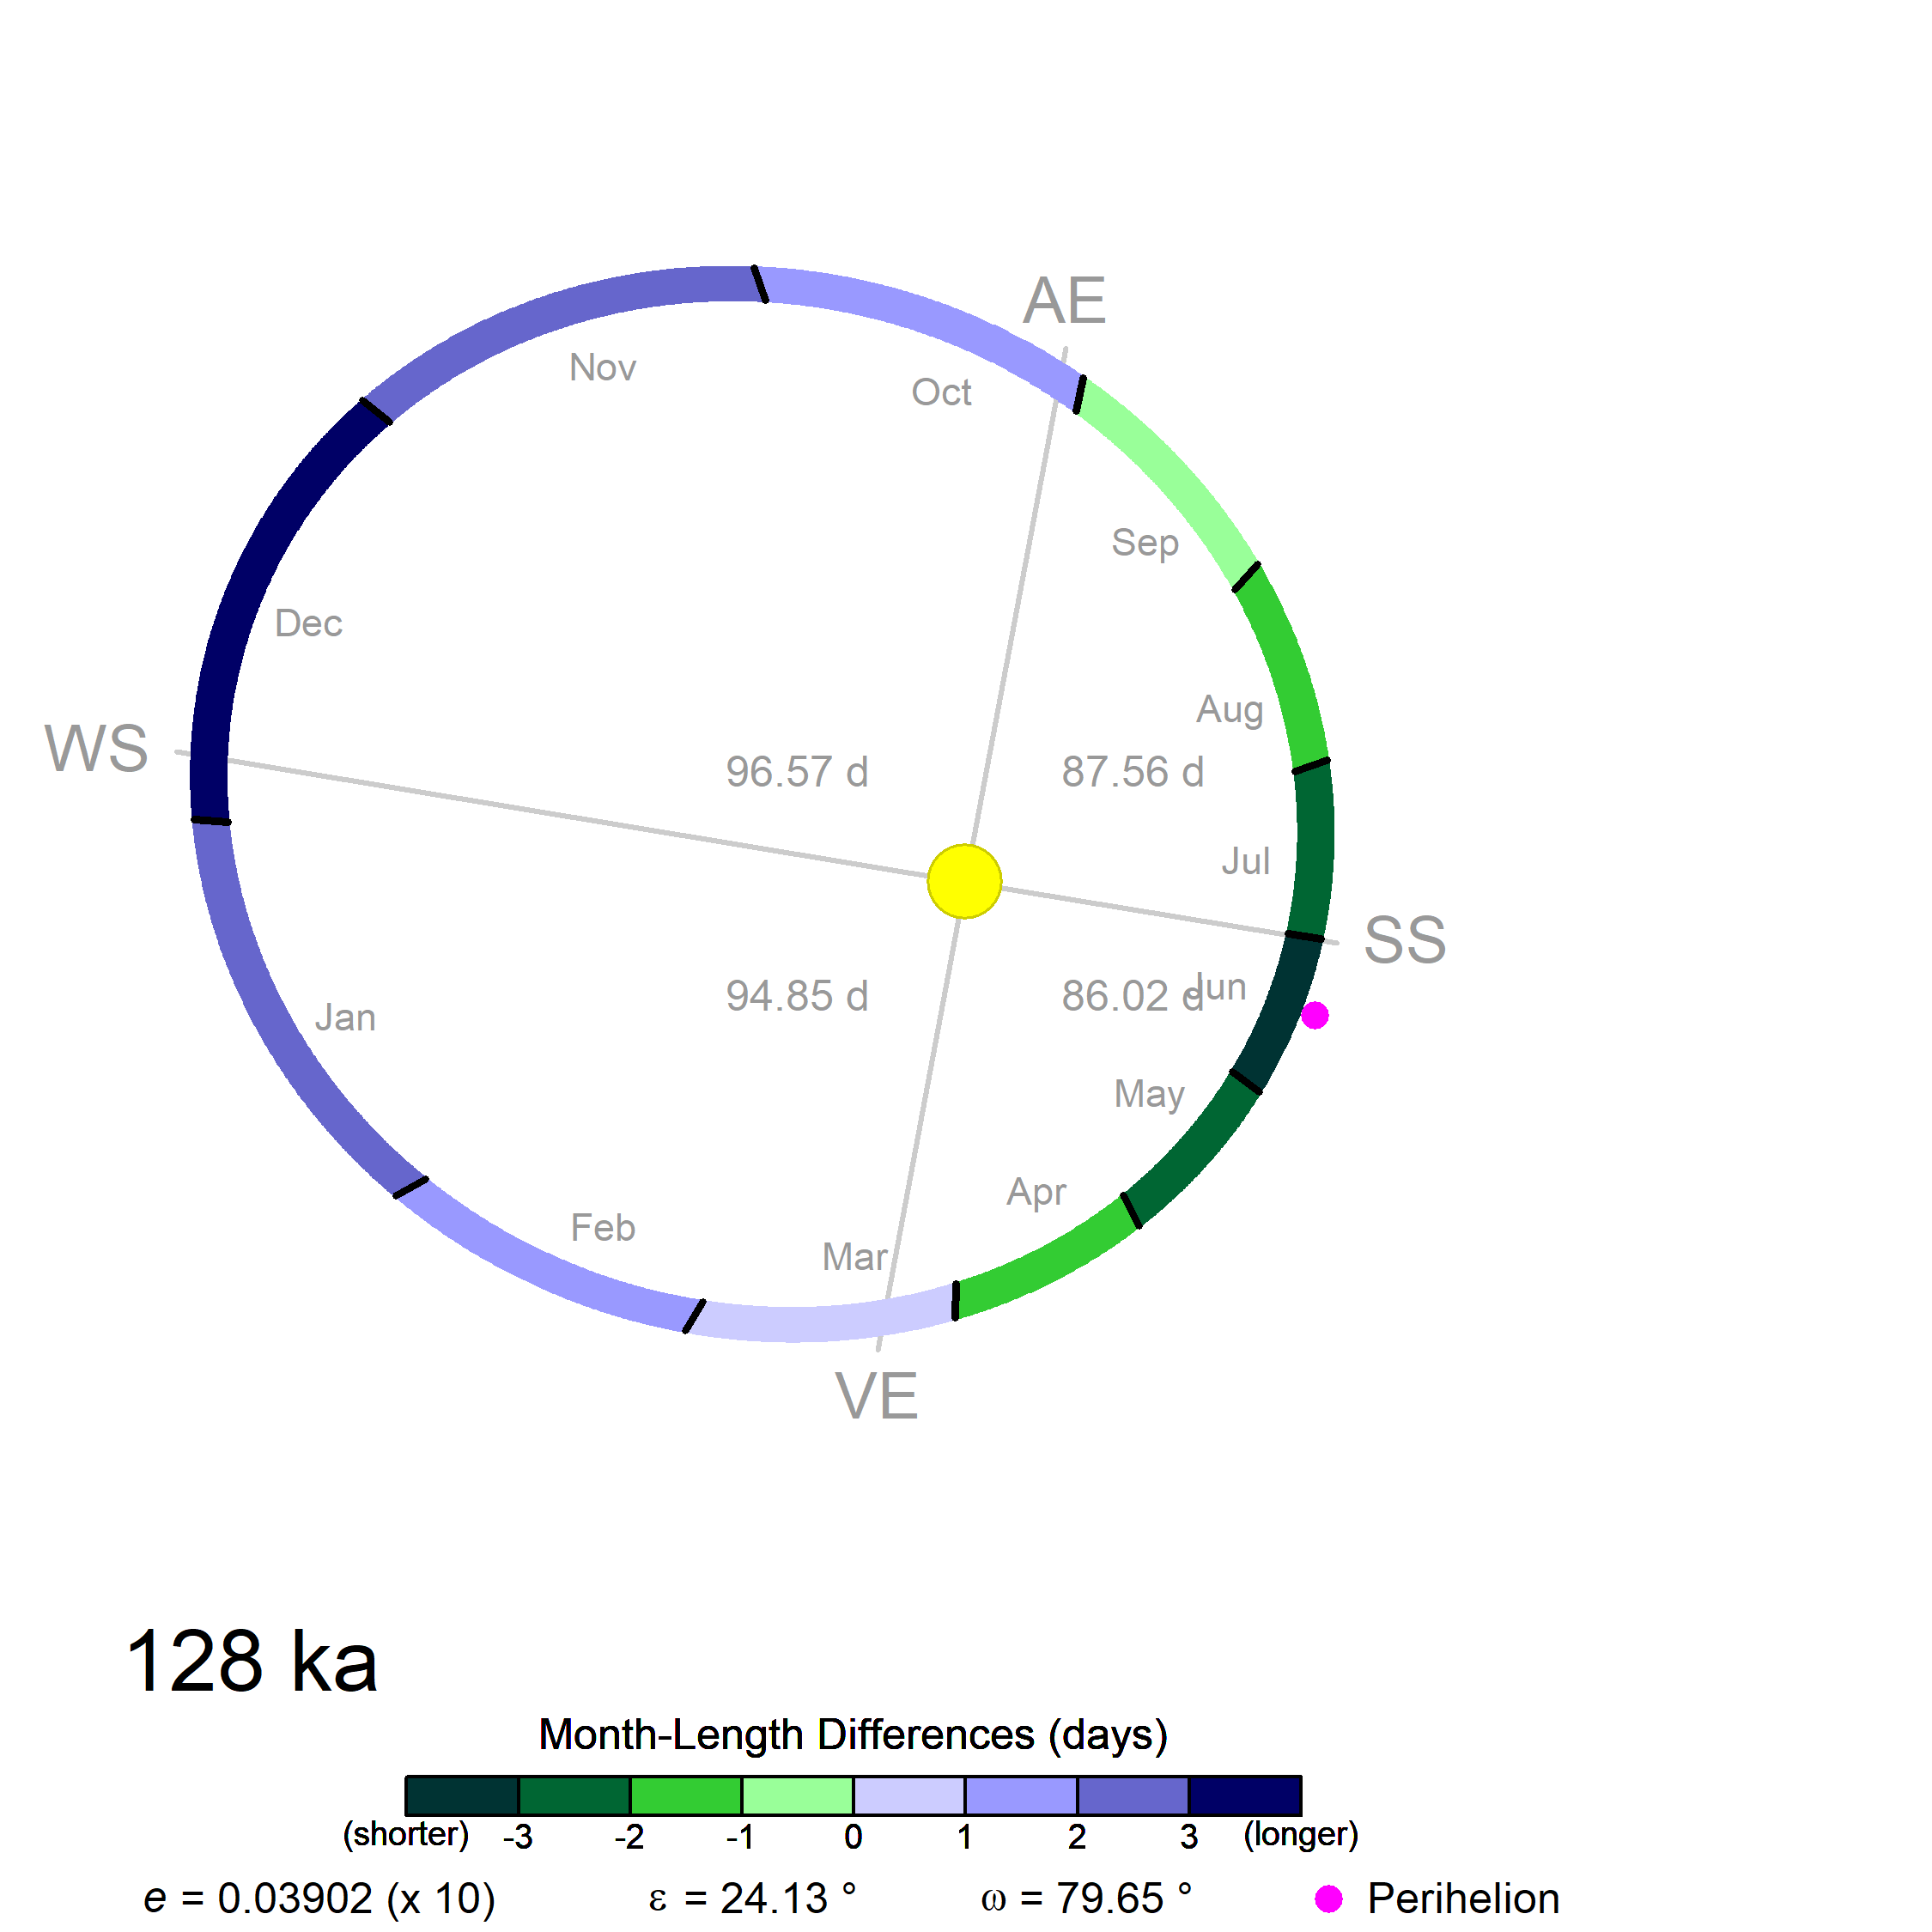 AE
Nov
Oct
Sep
Dec
Aug
WS
96.57 d
87.56 d
Jul
SS
94.85 d
86.02 d
Jun
Jan
May
Apr
Feb
Mar
VE
128 ka
Month-Length Differences (days)
(shorter) -3 -2 -1 0 1 2 3 (longer)
e = 0.03902 (x 10) ε = 24.13 ° ω = 79.65 ° Perihelion